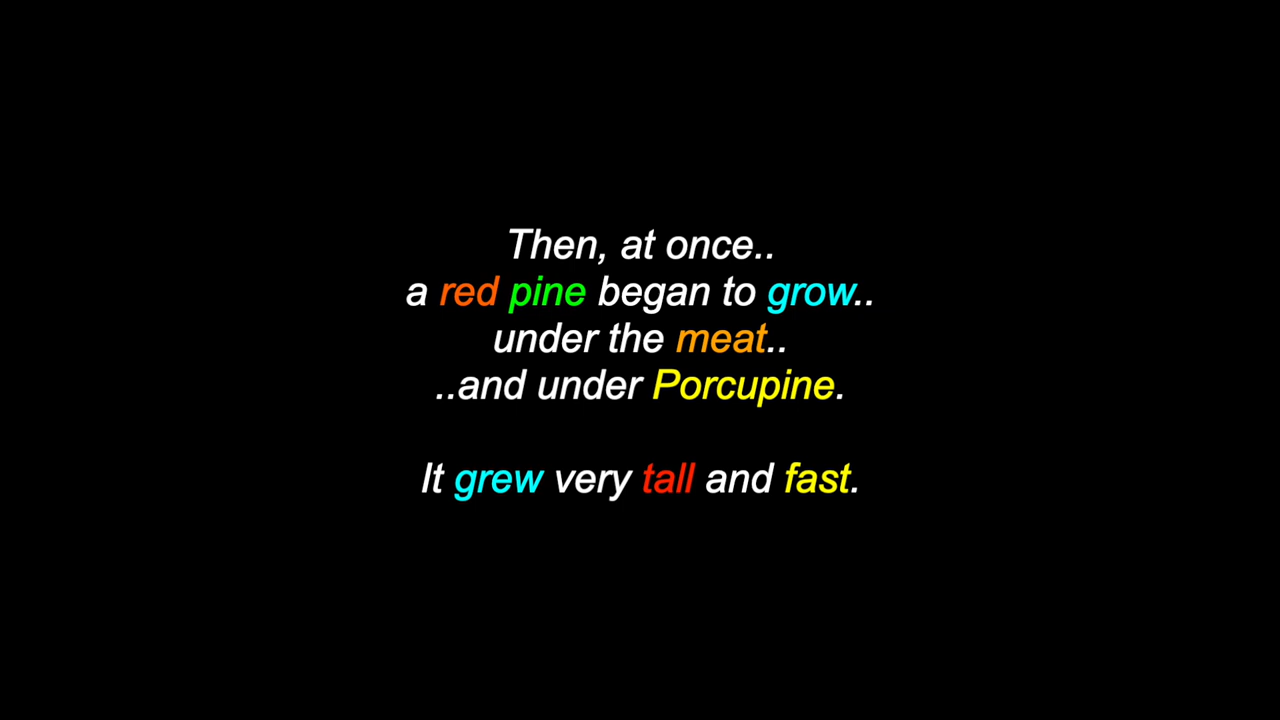 Then, at once..
a red pine began to grow..
under the meat..
..and under Porcupine.
It grew very tall and fast.